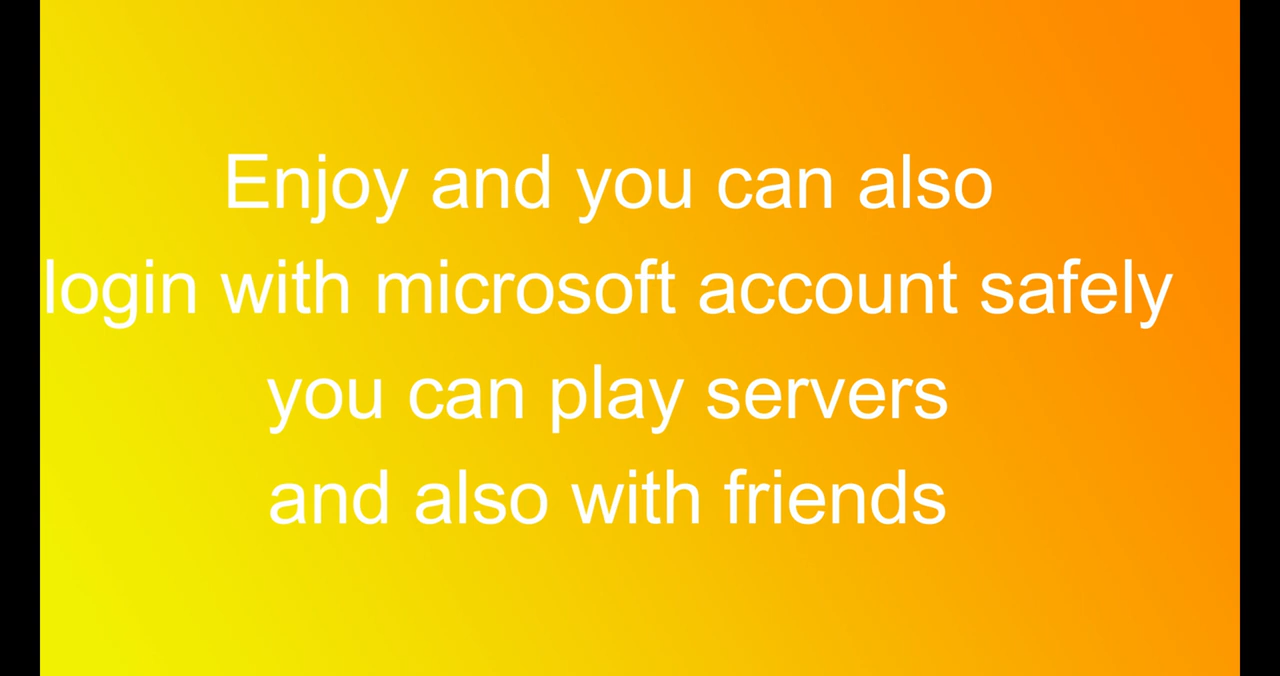 Enjoy and you can also
login with microsoft account safely
you can play servers
and also with friends